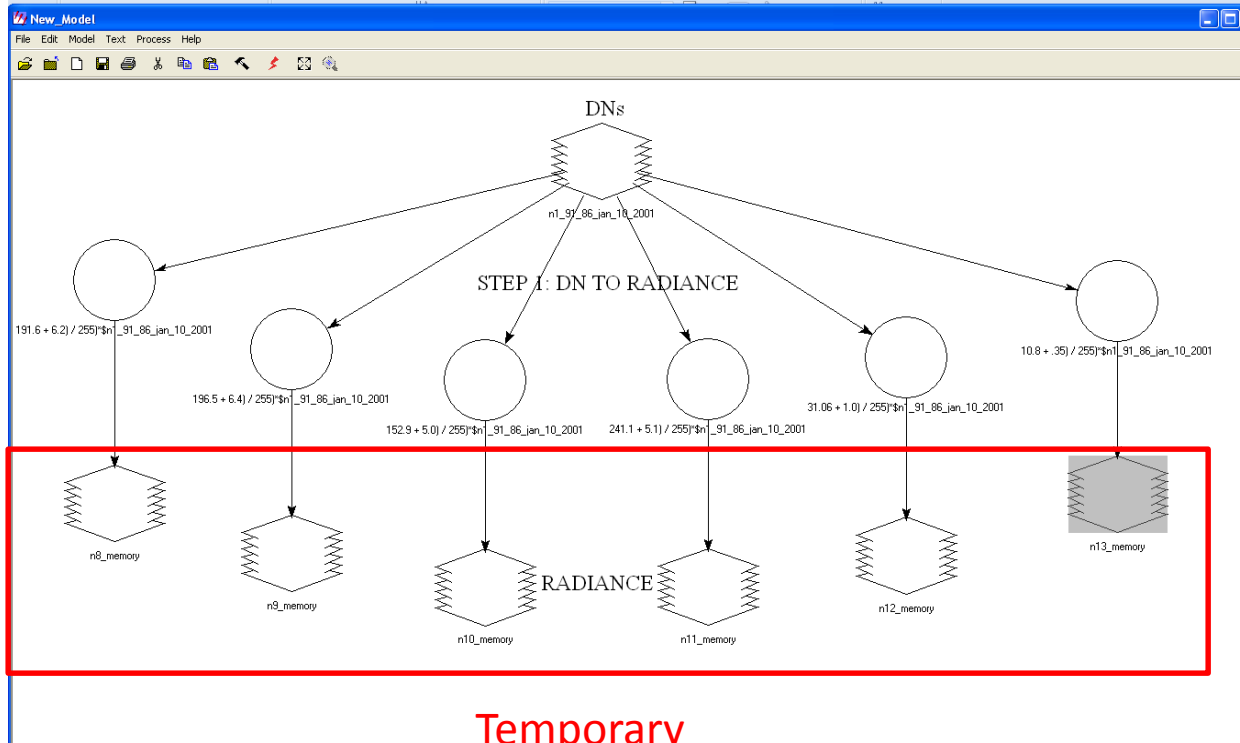 New_Model
File Edit Model Text Process Help
DNs
n1_91_86_jan_10_2001
STEP 1: DN TO RADIANCE
191.6 + 6.2) / 255)*$n1_91_86_jan_10_2001
196.5 + 6.4) / 255)*$n1_91_86_jan_10_2001
152.9 + 5.0) / 255)*$n1_91_86_jan_10_2001
241.1 + 5.1) / 255)*$n1_91_86_jan_10_2001
31.06 + 1.0) / 255)*$n1_91_86_jan_10_2001
10.8 + .35) / 255)*$n1_91_86_jan_10_2001
n8_memory
n9_memory
n10_memory
RADIANCE
n11_memory
n12_memory
n13_memory
Temporary